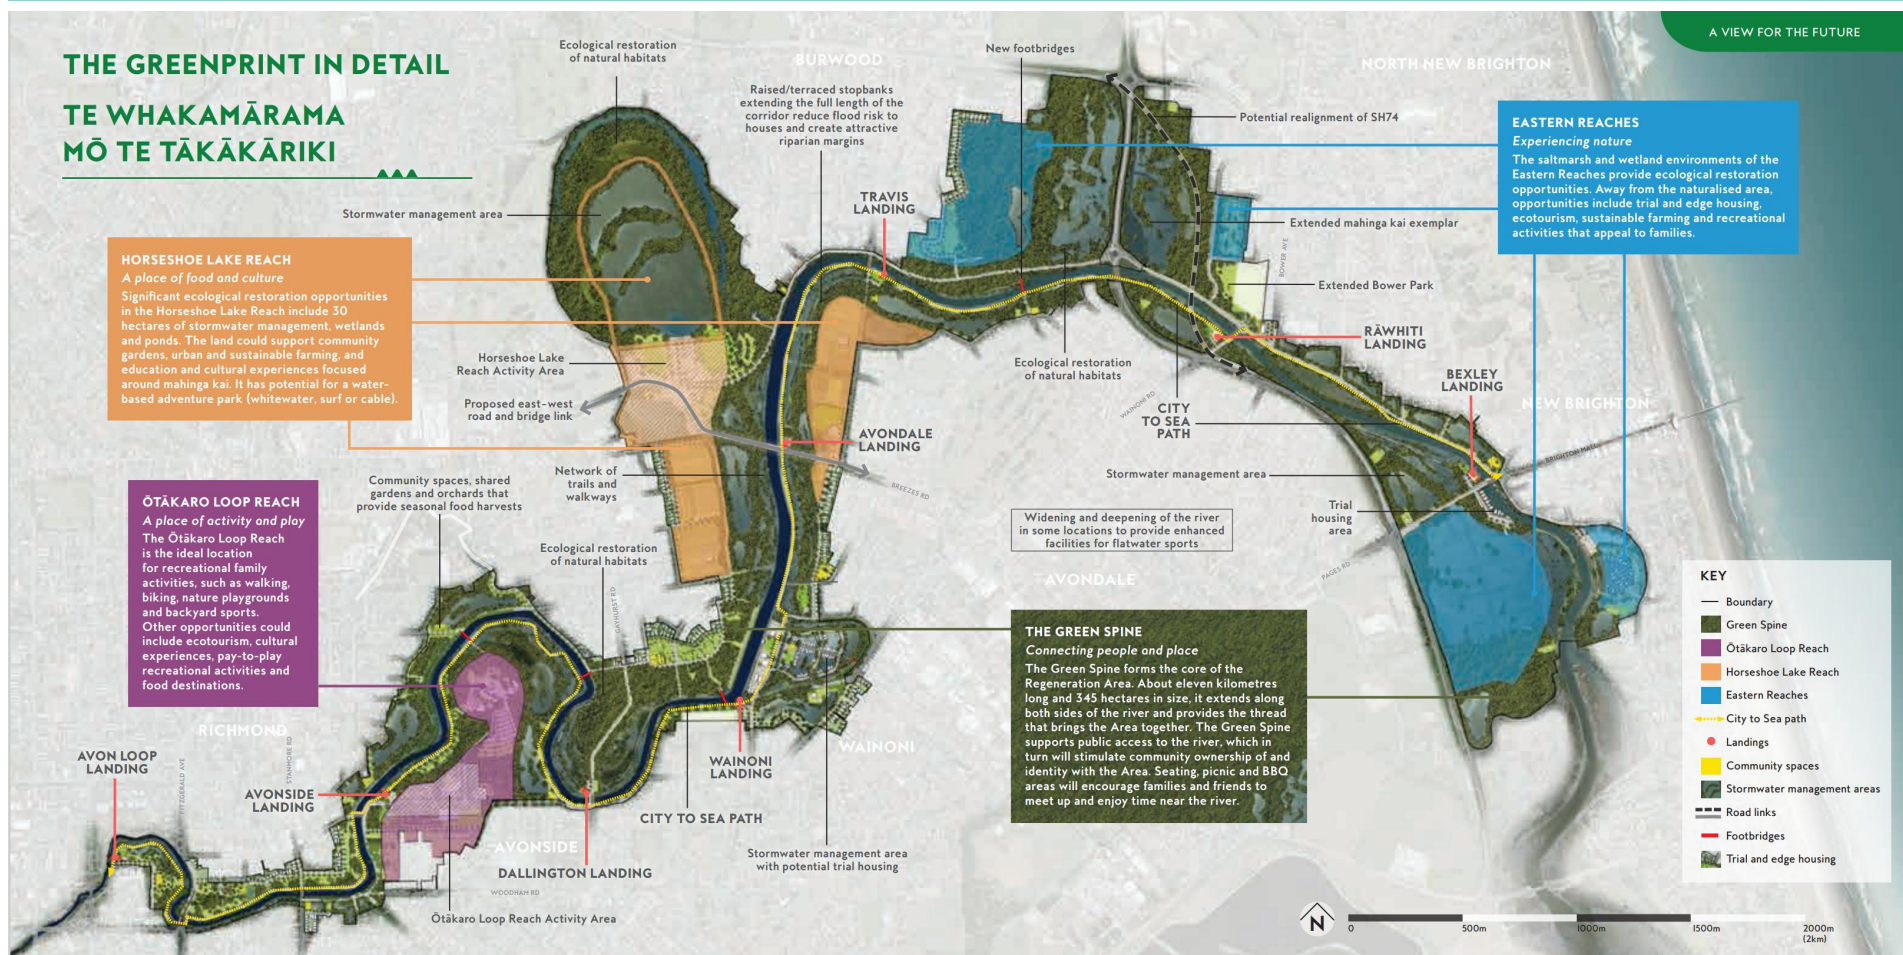 A VIEW FOR THE FUTURE
THE GREENPRINT IN DETAIL
TE WHAKAMĀRAMA
MŌ TE TĀKĀKĀRIKI
Ecological restoration
of natural habitats
BURWOOD
Raised/terraced stopbanks
extending the full length of the
corridor reduce flood risk to
houses and create attractive
riparian margins
New footbridges
NORTH NEW BRIGHTON
Potential realignment of SH74
EASTERN REACHES
Experiencing nature
The saltmarsh and wetland environments of the
Eastern Reaches provide ecological restoration
opportunities. Away from the naturalised area,
opportunities include trial and edge housing,
ecotourism, sustainable farming and recreational
activities that appeal to families.
Stormwater management area
TRAVIS
LANDING
Extended mahinga kai exemplar
BOWER AVE
Extended Bower Park
HORSESHOE LAKE REACH
A place of food and culture
Significant ecological restoration opportunities
in the Horseshoe Lake Reach include 30
hectares of stormwater management, wetlands
and ponds. The land could support community
gardens, urban and sustainable farming, and
education and cultural experiences focused
around mahinga kai. It has potential for a water-
based adventure park (whitewater, surf or cable).
Horseshoe Lake
Reach Activity Area
Proposed east-west
road and bridge link
Ecological restoration
of natural habitats
RĀWHITI
LANDING
BEXLEY
LANDING
WAINONI RD
CITY
TO SEA
PATH
NEW BRIGHTON
AVONDALE
LANDING
BRIGHTON MALL
BREEZES RD
Network of
trails and
walkways
Stormwater management area
Trial
housing
area
Widening and deepening of the river
in some locations to provide enhanced
facilities for flatwater sports
PAGES RD
AVONDALE
Community spaces, shared
gardens and orchards that
provide seasonal food harvests
ŌTĀKARO LOOP REACH
A place of activity and play
The Ōtākaro Loop Reach
is the ideal location
for recreational family
activities, such as walking,
biking, nature playgrounds
and backyard sports.
Other opportunities could
include ecotourism, cultural
experiences, pay-to-play
recreational activities and
food destinations.
Ecological restoration
of natural habitats
GAYHURST RD
THE GREEN SPINE
Connecting people and place
The Green Spine forms the core of the
Regeneration Area. About eleven kilometres
long and 345 hectares in size, it extends along
both sides of the river and provides the thread
that brings the Area together. The Green Spine
supports public access to the river, which in
turn will stimulate community ownership of and
identity with the Area. Seating, picnic and BBQ
areas will encourage families and friends to
meet up and enjoy time near the river.
KEY
Boundary
Green Spine
Ōtākaro Loop Reach
Horseshoe Lake Reach
Eastern Reaches
City to Sea path
Landings
Community spaces
Stormwater management areas
Road links
Footbridges
Trial and edge housing
RICHMOND
AVON LOOP
LANDING
FITZGERALD AVE
STANMORE RD
AVONSIDE
LANDING
WAINONI
WAINONI
LANDING
CITY TO SEA PATH
AVONSIDE
DALLINGTON LANDING
Stormwater management area
with potential trial housing
WOODHAM RD
Ōtākaro Loop Reach Activity Area
N
0
500m
1000m
1500m
2000m
(2km)